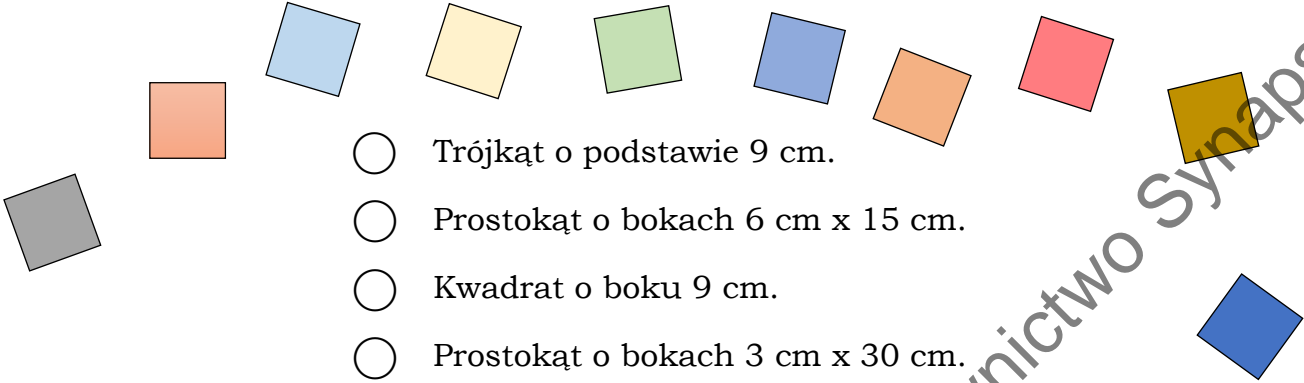 Trójkąt o podstawie 9 cm.
Prostokąt o bokach 6 cm x 15 cm.
Kwadrat o boku 9 cm.
Prostokąt o bokach 3 cm x 30 cm.